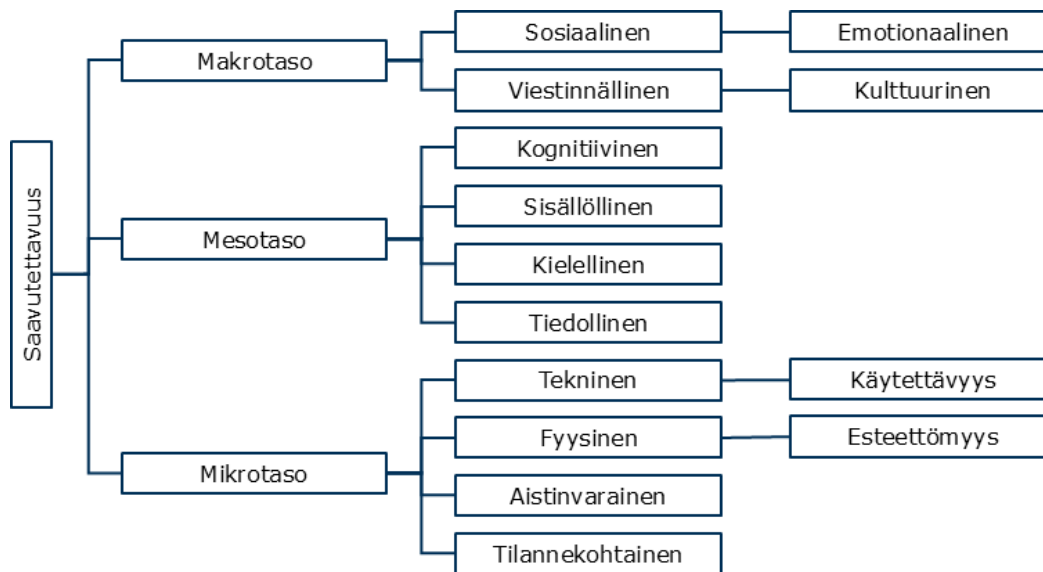 Saavutettavuus
Makrotaso
Sosiaalinen
Emotionaalinen
Viestinnällinen
Kulttuurinen
Mesotaso
Kognitiivinen
Sisällöllinen
Kielellinen
Tiedollinen
Mikrotaso
Tekninen
Käytettävyys
Fyysinen
Esteettömyys
Aistinvarainen
Tilannekohtainen